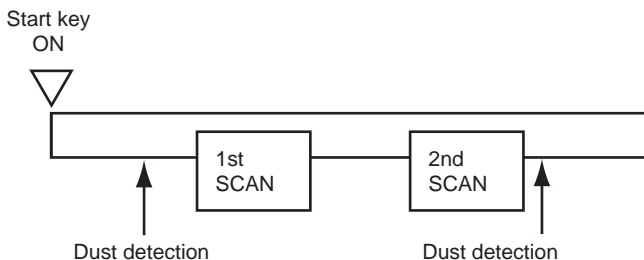 Start key
ON
1st
SCAN
2nd
SCAN
Dust detection
Dust detection